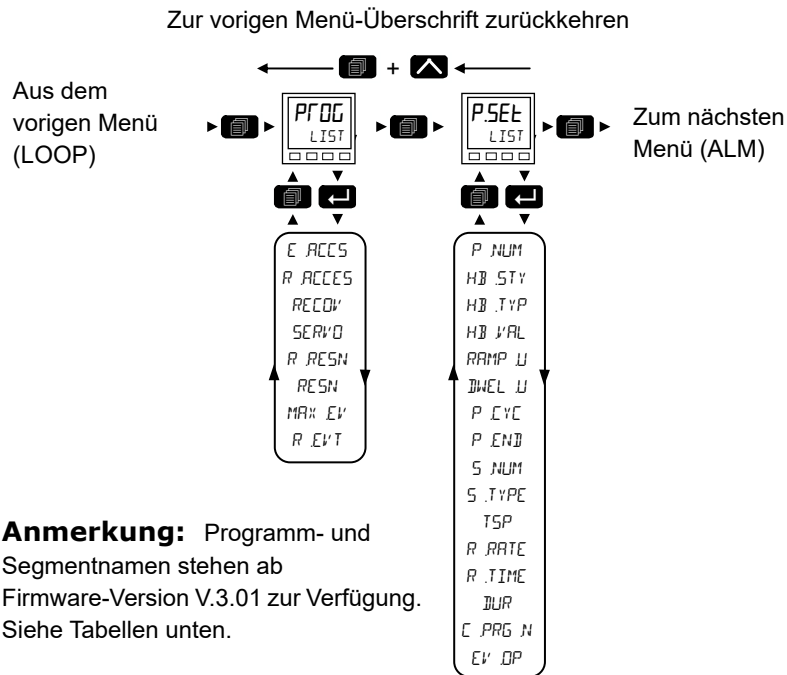 Zur vorigen Menü-Überschrift zurückkehren
+
Aus dem
vorigen Menü
(LOOP)
PROG
LIST
P.SEt
LIST
Zum nächsten
Menü (ALM)
E.ACCS
R.ACCES
RECOV
SERVO
R.RESN
RESN
MAX.EV
R.EVT
P.NUM
HB.STY
HB.TYP
HB.VAL
RAMP.U
DWEL.U
P.CYC
P.END
S.NUM
S.TYPE
TSP
R.RATE
R.TIME
DUR
C.PRG.N
EV.OP
Anmerkung: Programm- und
Segmentnamen stehen ab
Firmware-Version V.3.01 zur Verfügung.
Siehe Tabellen unten.